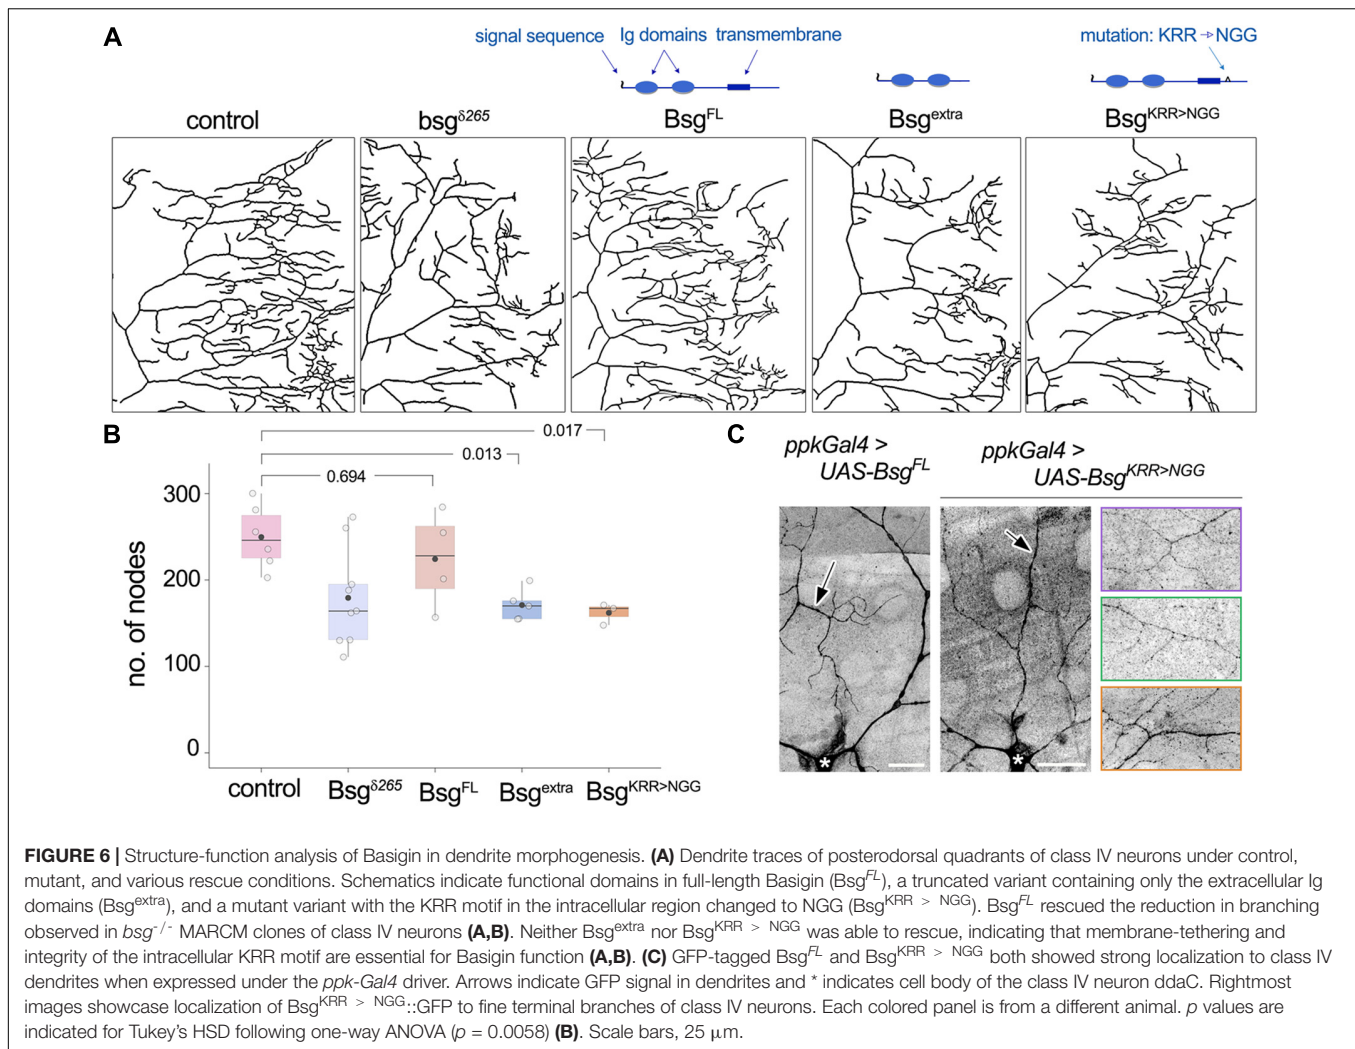 A
signal sequence Ig domains transmembrane
mutation: KRR ➔ NGG
control
bsgδ265
BsgFL
Bsgextra
BsgKRR>NGG
B
0.017
0.013
0.694
300
200
100
0
no. of nodes
control
Bsgδ265
BsgFL
Bsgextra
BsgKRR>NGG
C
ppkGal4 >
UAS-BsgFL
ppkGal4 >
UAS-BsgKRR>NGG
*
*
FIGURE 6 | Structure-function analysis of Basigin in dendrite morphogenesis. (A) Dendrite traces of posterodorsal quadrants of class IV neurons under control,
mutant, and various rescue conditions. Schematics indicate functional domains in full-length Basigin (BsgFL), a truncated variant containing only the extracellular Ig
domains (Bsgextra), and a mutant variant with the KRR motif in the intracellular region changed to NGG (BsgKRR > NGG). BsgFL rescued the reduction in branching
observed in bsg-/- MARCM clones of class IV neurons (A,B). Neither Bsgextra nor BsgKRR > NGG was able to rescue, indicating that membrane-tethering and
integrity of the intracellular KRR motif are essential for Basigin function (A,B). (C) GFP-tagged BsgFL and BsgKRR > NGG both showed strong localization to class IV
dendrites when expressed under the ppk-Gal4 driver. Arrows indicate GFP signal in dendrites and * indicates cell body of the class IV neuron ddaC. Rightmost
images showcase localization of BsgKRR > NGG::GFP to fine terminal branches of class IV neurons. Each colored panel is from a different animal. p values are
indicated for Tukey's HSD following one-way ANOVA (p = 0.0058) (B). Scale bars, 25 μm.